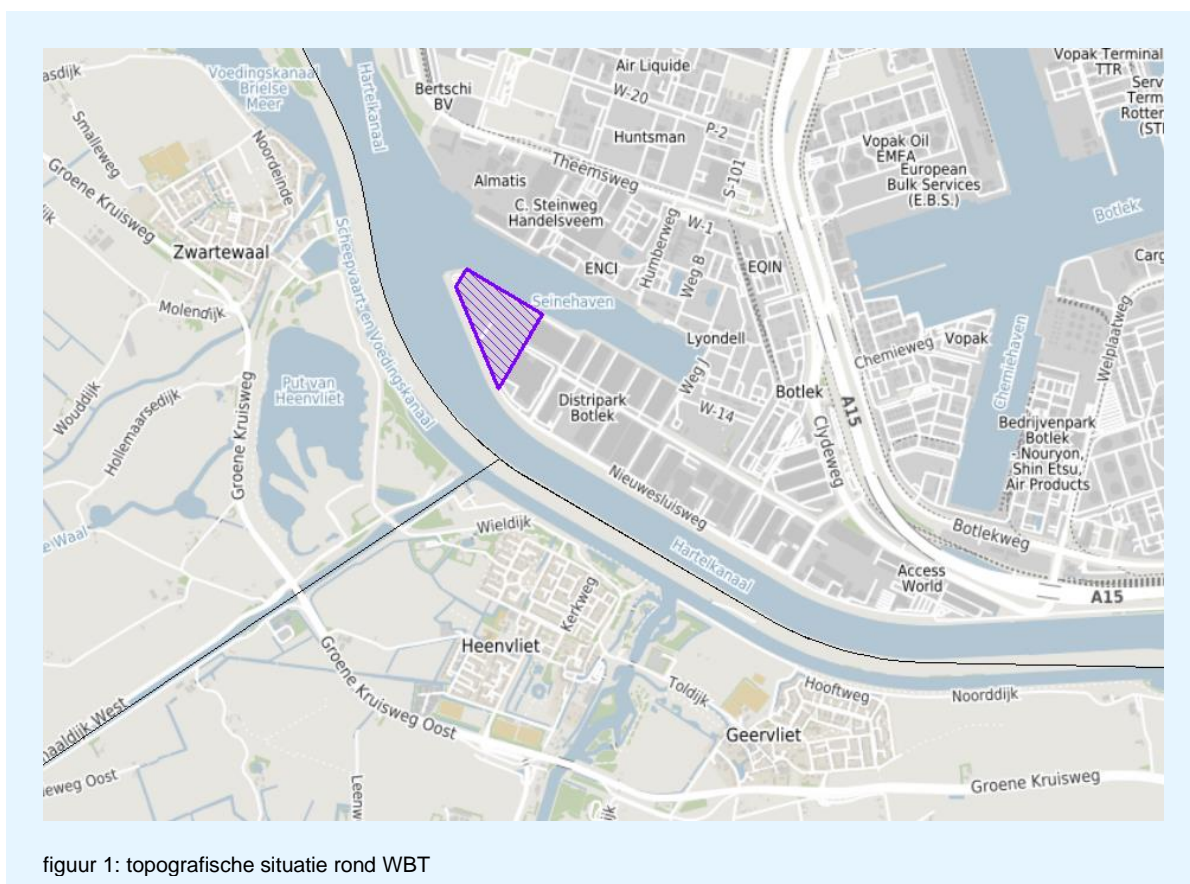 Voedingskanaal
Brielse
Meer
Hartelkanaal
Bertschi
BV
Air Liquide
W-20
P-2
Huntsman
Theemsweg
S-101
Vopak Oil
EMEA
European
Bulk Services
(E.B.S.)
Vopak Terminal
TTR
Botlek
Smalleweg
Noordeinde
Groene Kruisweg
Zwartewaal
Almatis
C. Steinweg
Handelsveem
W-1
ENCI
Humberweg
Weg B
EQIN
Scheepvaart- en Voedingskanaal
Molendijk
Seinehaven
Lyondell
Weg J
Chemieweg
Vopak
Chemiehaven
Welplaatweg
Put van
Heenvliet
Wouddijk
Hollemaarsedijk
Groene Kruisweg
Distripark
Botlek
W-14
Botlek
A15
Clydeweg
Bedrijvenpark
Botlek
- Nouryon,
Shin Etsu,
Air Products
Nieuwesluisweg
Wieldijk
Hartelkanaal
Botlekweg
Access
World
A15
Kerkweg
Heenvliet
Groene Kruisweg Oost
Toldijk
Hooftweg
Noorddijk
Geervliet
Groene Kruisweg
figuur 1: topografische situatie rond WBT